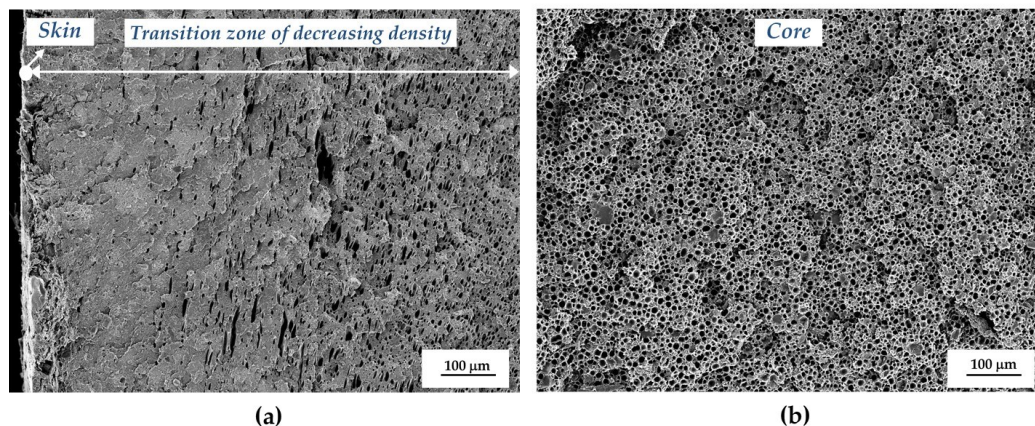 Skin
Transition zone of decreasing density
Core
100 µm
100 µm
(a)
(b)